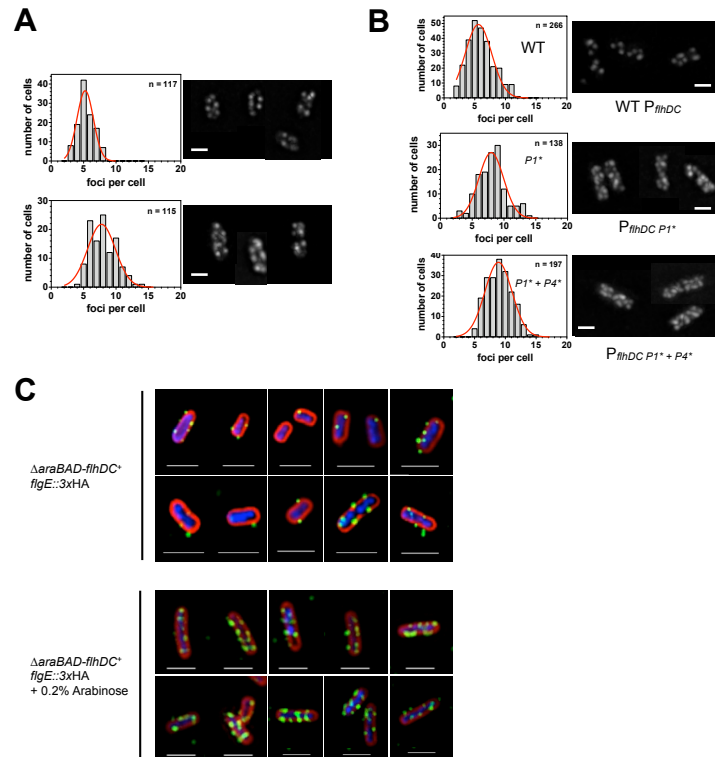 A
n = 117
number of cells
40
30
20
10
0
0 5 10 15 20
foci per cell
n = 115
number of cells
30
20
10
0
0 5 10 15 20
foci per cell
B
n = 266
WT
number of cells
50
40
30
20
10
0
0 5 10 15 20
foci per cell
WT PflhDC
n = 138
P1*
number of cells
40
30
20
10
0
0 5 10 15 20
foci per cell
PflhDC P1*
n = 197
P1* + P4*
number of cells
40
30
20
10
0
0 5 10 15 20
foci per cell
PflhDC P1* + P4*
C
ΔaraBAD-flhDC+
flgE::3xHA
ΔaraBAD-flhDC+
flgE::3xHA
+ 0.2% Arabinose